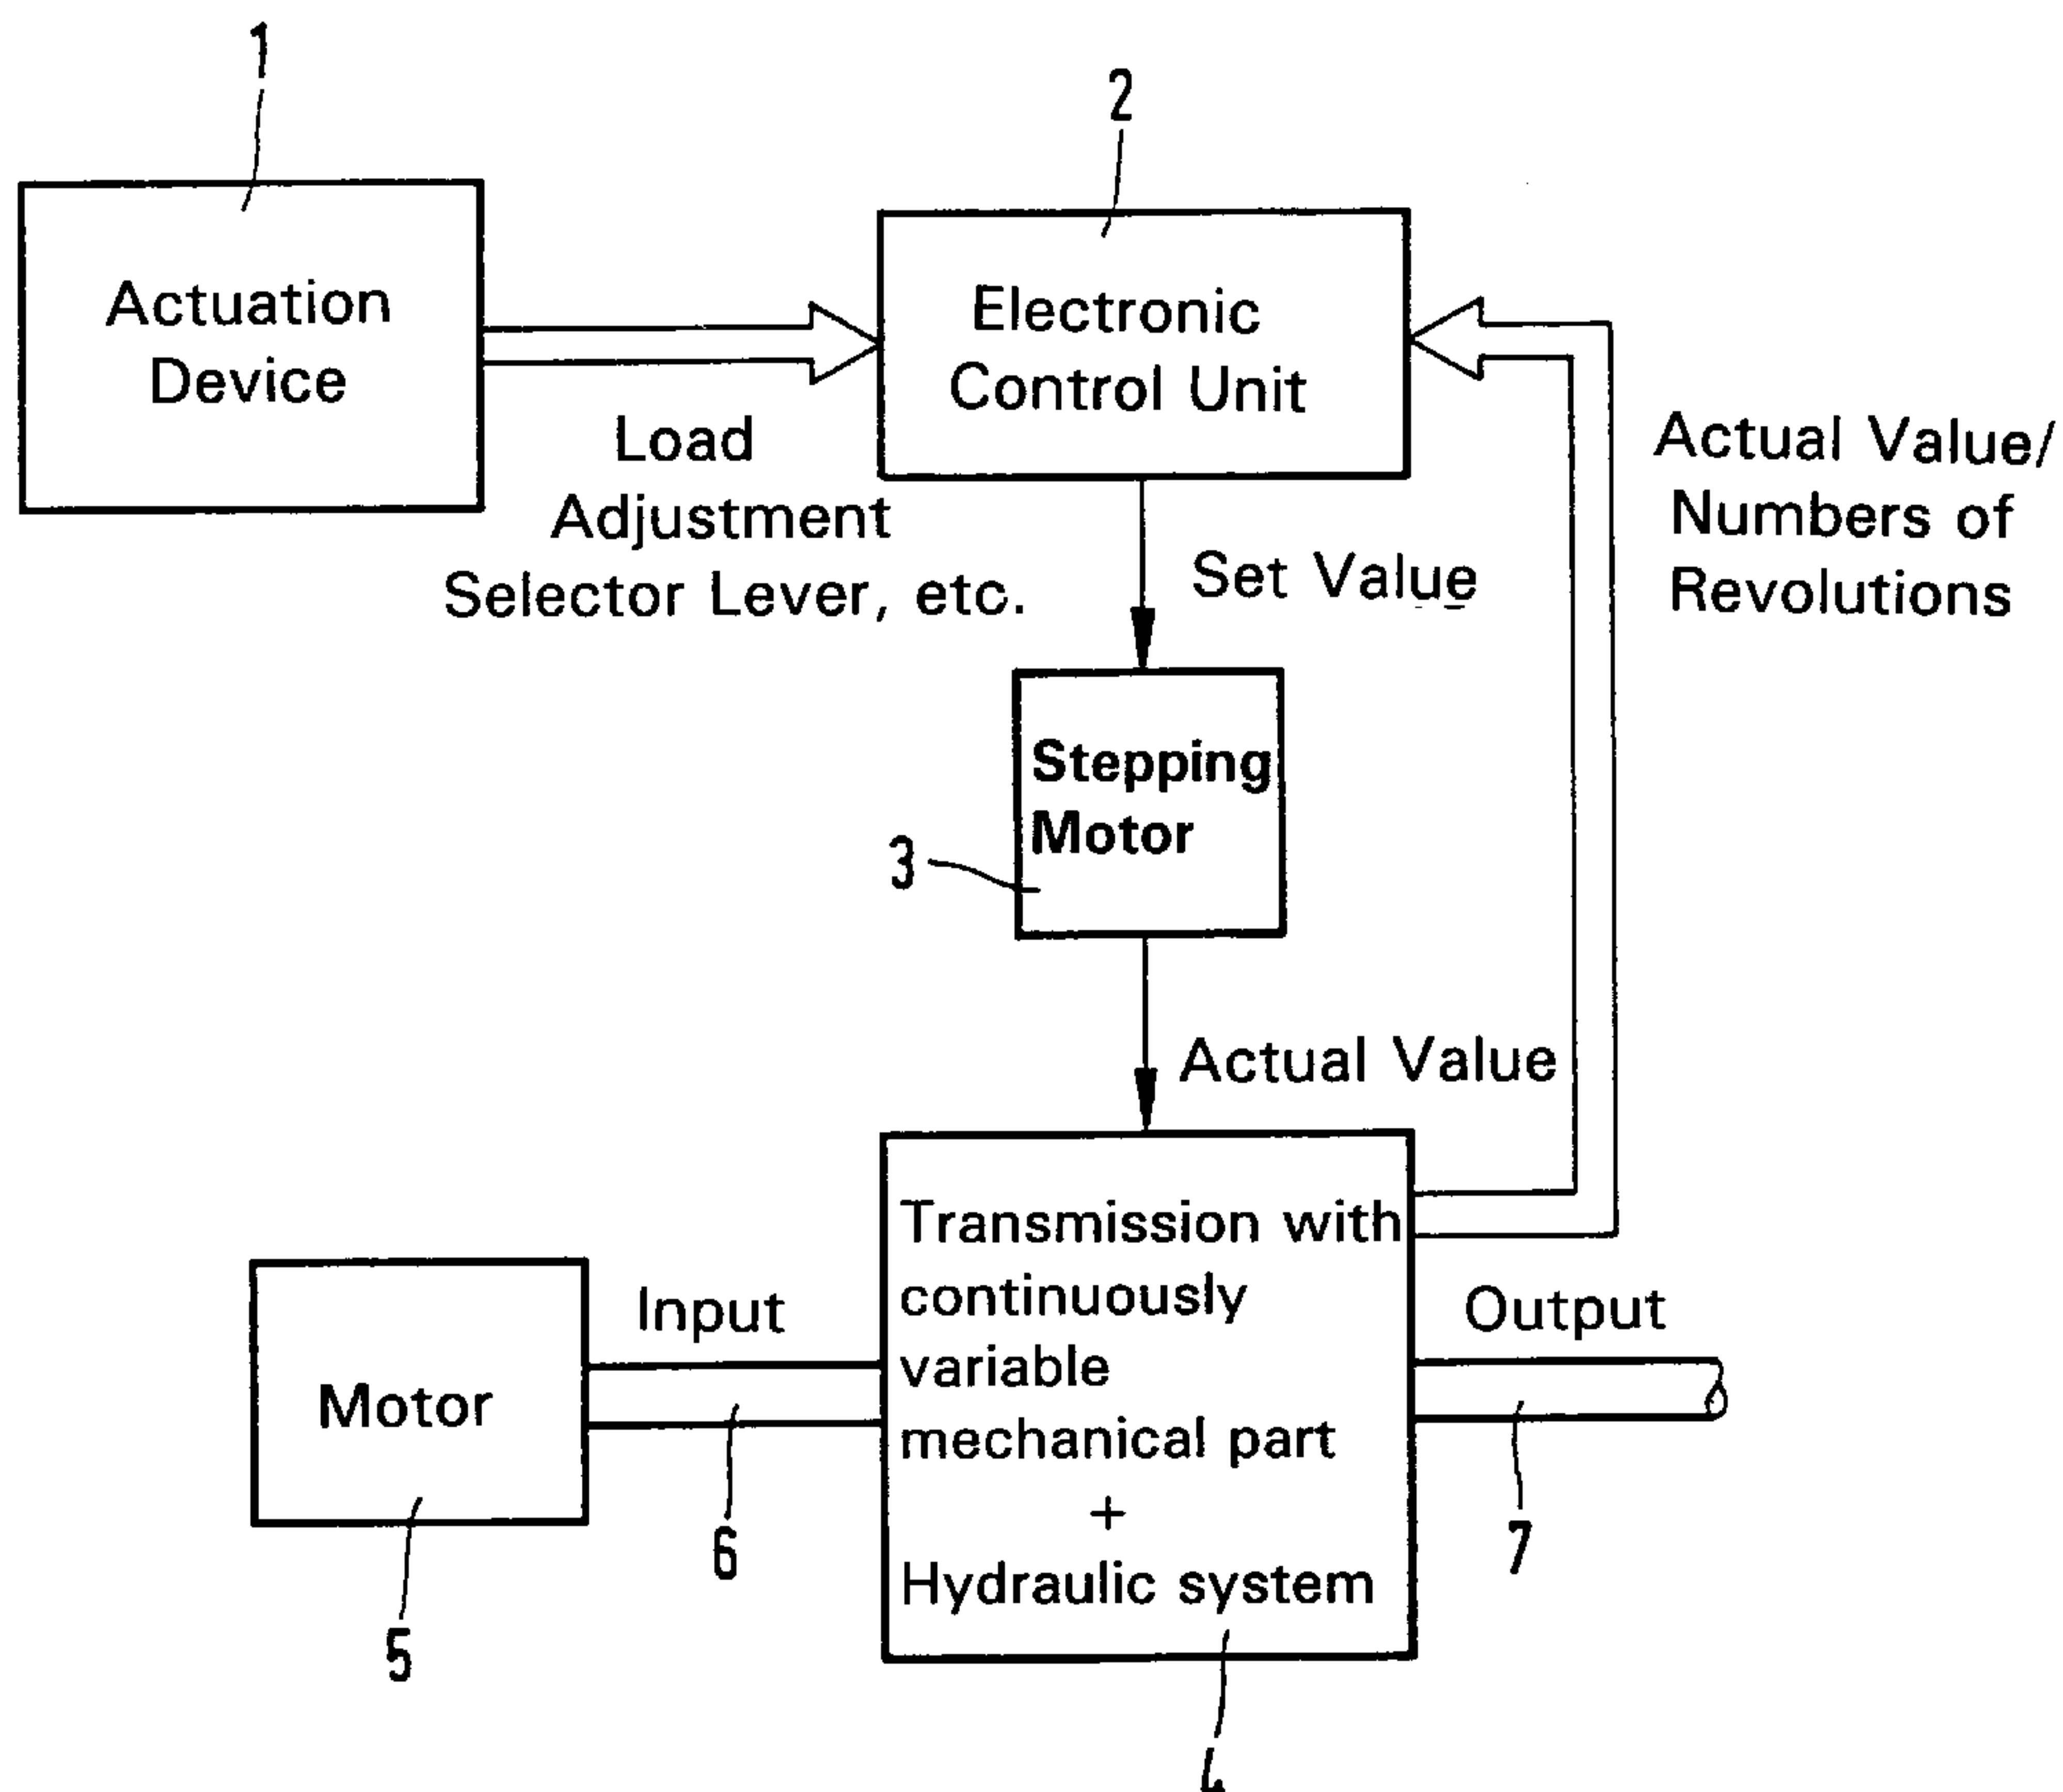 1
2
Actuation
Device
Electronic
Control Unit
Load
Adjustment
Selector Lever, etc.
Set Value
Actual Value/
Numbers of
Revolutions
Stepping
Motor
3
Actual Value
Transmission with
continuously
variable
mechanical part
+
Hydraulic system
Motor
Input
Output
5
6
7